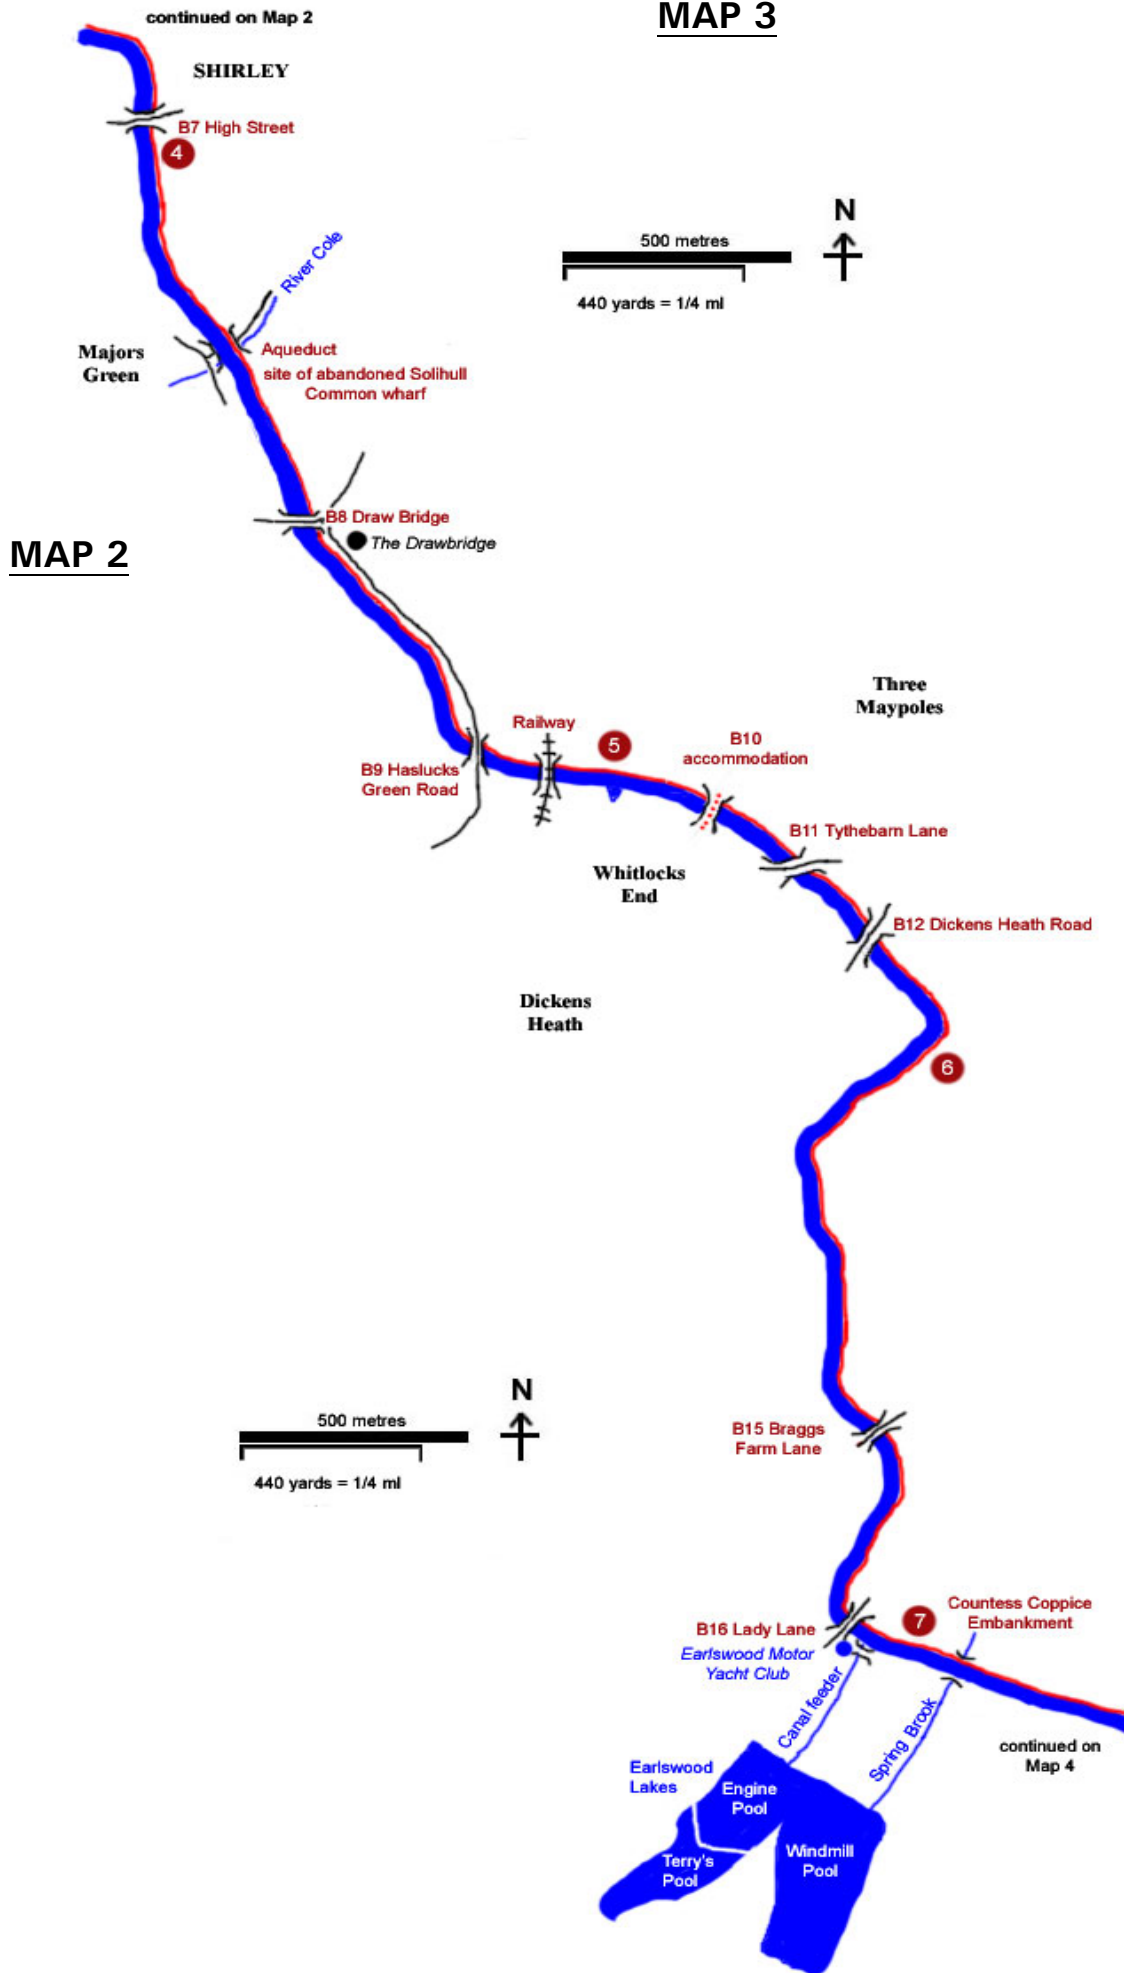 continued on Map 2
MAP 3
SHIRLEY
B7 High Street
4
River Cole
N
500 metres
440 yards = 1/4 ml
Majors
Green
Aqueduct
site of abandoned Solihull
Common wharf
B8 Draw Bridge
The Drawbridge
MAP 2
Three
Maypoles
Railway
5
B10
accommodation
B9 Haslucks
Green Road
B11 Tythebarn Lane
Whitlocks
End
B12 Dickens Heath Road
Dickens
Heath
6
N
500 metres
440 yards = 1/4 ml
B15 Braggs
Farm Lane
7
Countess Coppice
Embankment
B16 Lady Lane
Earlswood Motor
Yacht Club
Canal feeder
Spring Brook
continued on
Map 4
Earlswood
Lakes
Engine
Pool
Windmill
Pool
Terry's
Pool